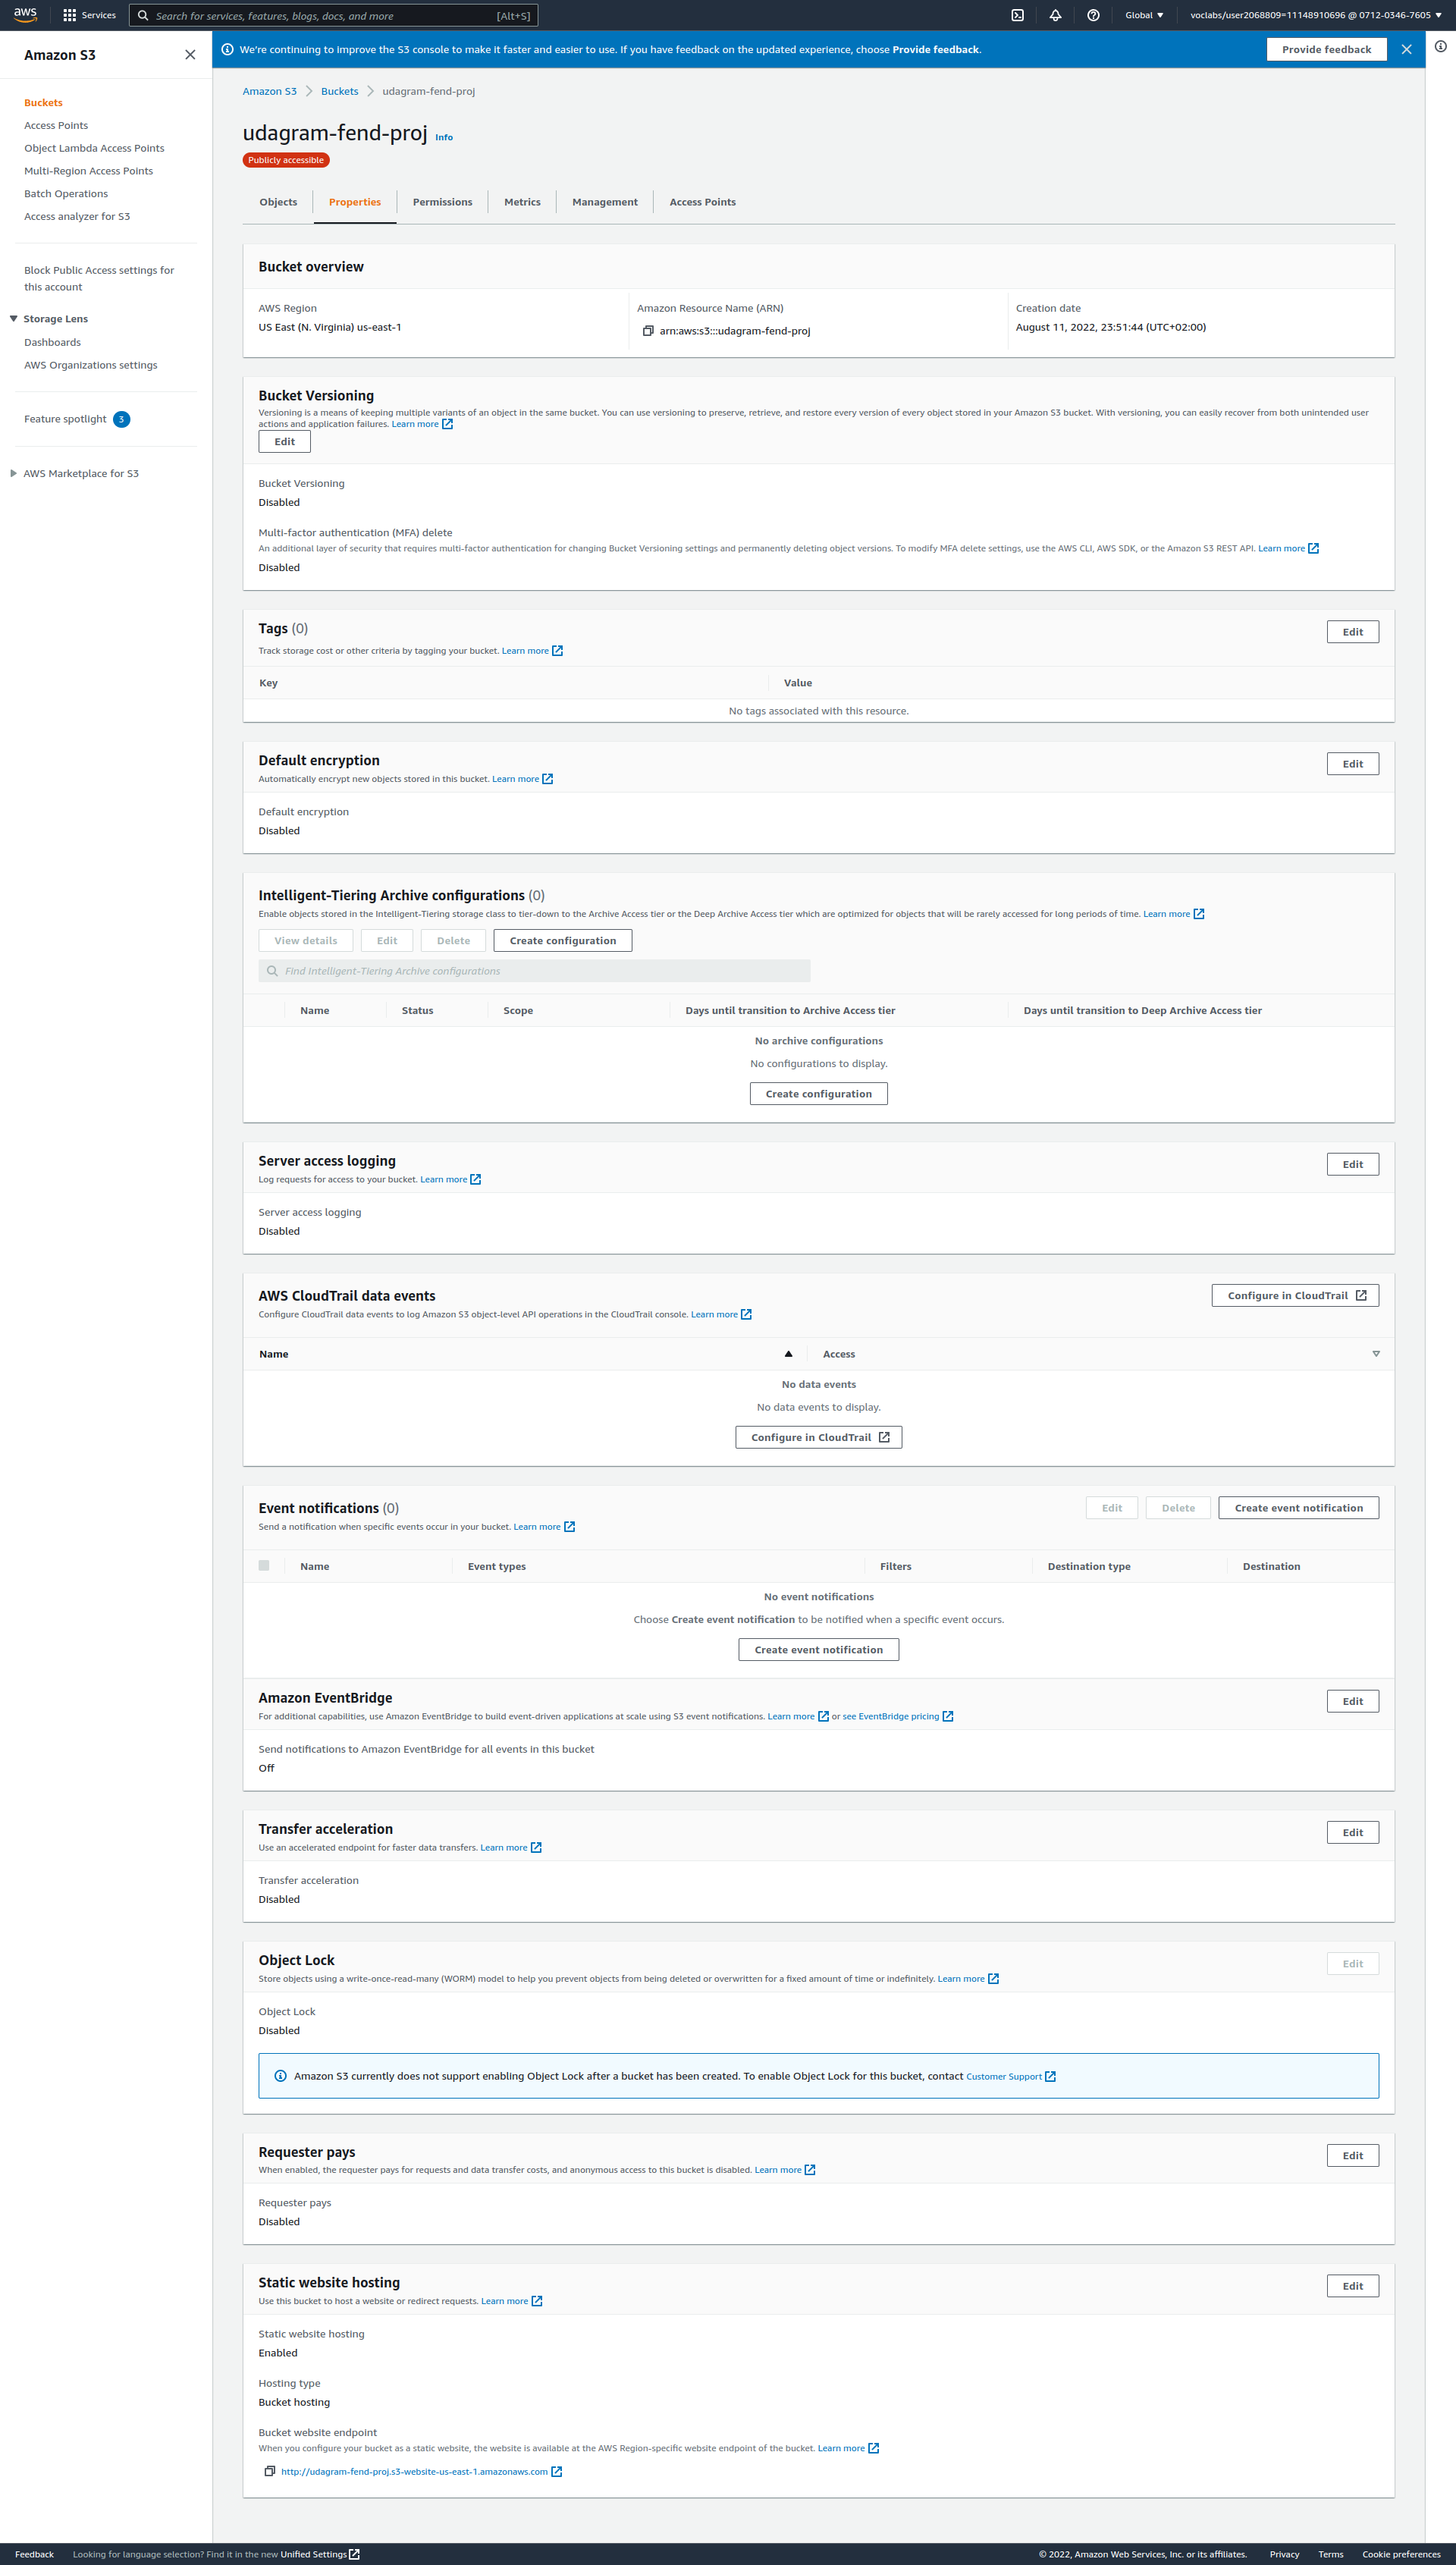 aws
Services
Search for services, features, blogs, docs, and more
[Alt+S]
Global
voclabs/user2068809=11148910696 @ 0712-0346-7605
Amazon S3
We're continuing to improve the S3 console to make it faster and easier to use. If you have feedback on the updated experience, choose Provide feedback.
Provide feedback
Buckets
Access Points
Object Lambda Access Points
Multi-Region Access Points
Batch Operations
Access analyzer for S3
Block Public Access settings for
this account
Storage Lens
Dashboards
AWS Organizations settings
Feature spotlight 3
AWS Marketplace for S3
Amazon S3 Buckets udagram-fend-proj
udagram-fend-proj Info
Publicly accessible
Objects Properties Permissions Metrics Management Access Points
Bucket overview
AWS Region
US East (N. Virginia) us-east-1
Amazon Resource Name (ARN)
arn:aws:s3:::udagram-fend-proj
Creation date
August 11, 2022, 23:51:44 (UTC+02:00)
Bucket Versioning
Versioning is a means of keeping multiple variants of an object in the same bucket. You can use versioning to preserve, retrieve, and restore every version of every object stored in your Amazon S3 bucket. With versioning, you can easily recover from both unintended user
actions and application failures. Learn more
Edit
Bucket Versioning
Disabled
Multi-factor authentication (MFA) delete
An additional layer of security that requires multi-factor authentication for changing Bucket Versioning settings and permanently deleting object versions. To modify MFA delete settings, use the AWS CLI, AWS SDK, or the Amazon S3 REST API. Learn more
Disabled
Tags (0)
Edit
Track storage cost or other criteria by tagging your bucket. Learn more
Key Value
No tags associated with this resource.
Default encryption
Edit
Automatically encrypt new objects stored in this bucket. Learn more
Default encryption
Disabled
Intelligent-Tiering Archive configurations (0)
Enable objects stored in the Intelligent-Tiering storage class to tier-down to the Archive Access tier or the Deep Archive Access tier which are optimized for objects that will be rarely accessed for long periods of time. Learn more
View details Edit Delete Create configuration
Find Intelligent-Tiering Archive configurations
Name Status Scope Days until transition to Archive Access tier Days until transition to Deep Archive Access tier
No archive configurations
No configurations to display.
Create configuration
Server access logging
Edit
Log requests for access to your bucket. Learn more
Server access logging
Disabled
AWS CloudTrail data events
Configure in CloudTrail
Configure CloudTrail data events to log Amazon S3 object-level API operations in the CloudTrail console. Learn more
Name Access
No data events
No data events to display.
Configure in CloudTrail
Event notifications (0)
Edit Delete Create event notification
Send a notification when specific events occur in your bucket. Learn more
Name Event types Filters Destination type Destination
No event notifications
Choose Create event notification to be notified when a specific event occurs.
Create event notification
Amazon EventBridge
Edit
For additional capabilities, use Amazon EventBridge to build event-driven applications at scale using S3 event notifications. Learn more or see EventBridge pricing
Send notifications to Amazon EventBridge for all events in this bucket
Off
Transfer acceleration
Edit
Use an accelerated endpoint for faster data transfers. Learn more
Transfer acceleration
Disabled
Object Lock
Edit
Store objects using a write-once-read-many (WORM) model to help you prevent objects from being deleted or overwritten for a fixed amount of time or indefinitely. Learn more
Object Lock
Disabled
Amazon S3 currently does not support enabling Object Lock after a bucket has been created. To enable Object Lock for this bucket, contact Customer Support
Requester pays
Edit
When enabled, the requester pays for requests and data transfer costs, and anonymous access to this bucket is disabled. Learn more
Requester pays
Disabled
Static website hosting
Edit
Use this bucket to host a website or redirect requests. Learn more
Static website hosting
Enabled
Hosting type
Bucket hosting
Bucket website endpoint
When you configure your bucket as a static website, the website is available at the AWS Region-specific website endpoint of the bucket. Learn more
http://udagram-fend-proj.s3-website-us-east-1.amazonaws.com
Feedback Looking for language selection? Find it in the new Unified Settings © 2022, Amazon Web Services, Inc. or its affiliates. Privacy Terms Cookie preferences